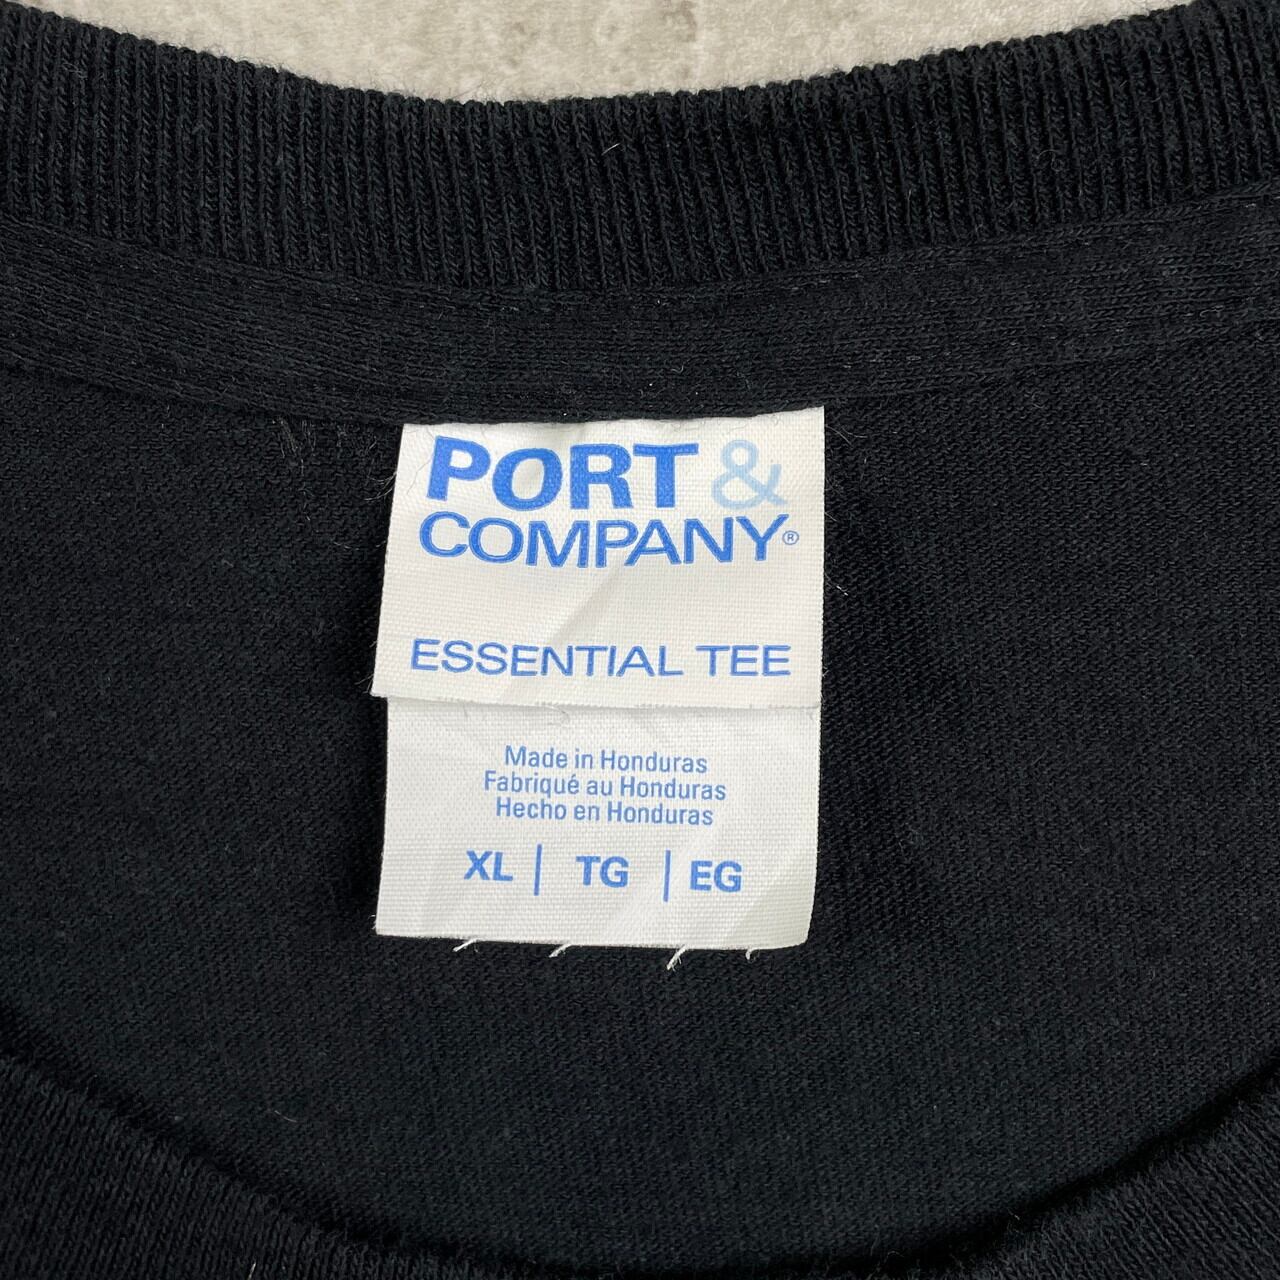 PORT &
COMPANY®
ESSENTIAL TEE
Made in Honduras
Fabriqué au Honduras
Hecho en Honduras
XL | TG | EG